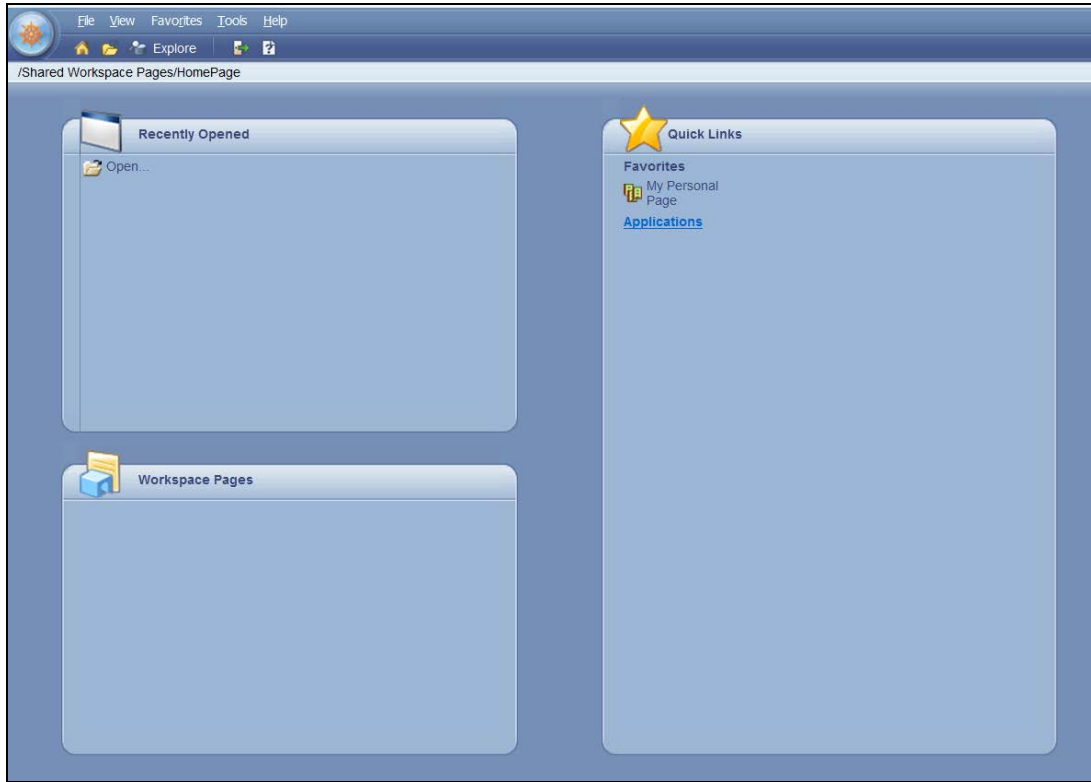 File View Favorites Tools Help
Explore
/Shared Workspace Pages/HomePage
Recently Opened
Open...
Workspace Pages
Quick Links
Favorites
My Personal
Page
Applications